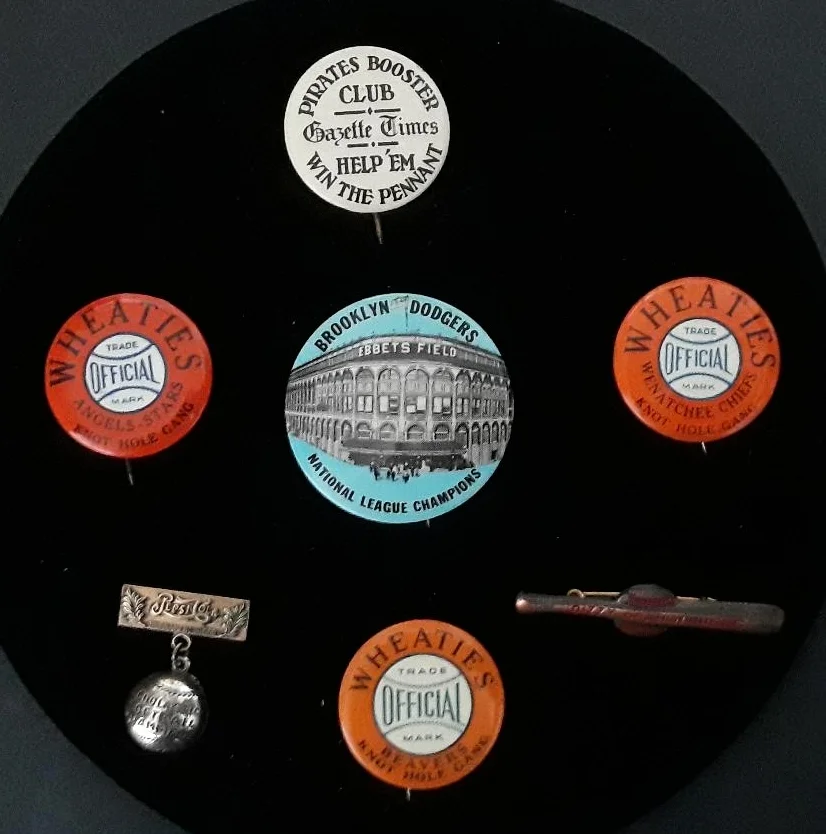 PIRATES BOOSTER
CLUB
Gazette Times
HELP 'EM
WIN THE PENNANT
WHEATIES
TRADE
OFFICIAL
MARK
ANGELS-STARS
KNOT HOLE GANG
BROOKLYN DODGERS
EBBETS FIELD
NATIONAL LEAGUE CHAMPIONS
WHEATIES
TRADE
OFFICIAL
MARK
WENATCHEE CHIEFS
KNOT HOLE GANG
WHEATIES
TRADE
OFFICIAL
MARK
BEAVERS
KNOT HOLE GANG